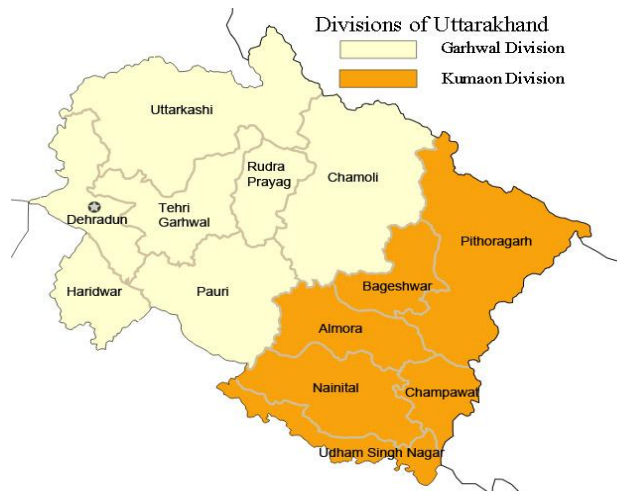 Divisions of Uttarakhand
Garhwal Division
Kumaon Division
Uttarkashi
Rudra
Prayag
Chamoli
Tehri
Garhwal
Dehradun
Pithoragarh
Haridwar
Pauri
Bageshwar
Almora
Nainital
Champawat
Udham Singh Nagar